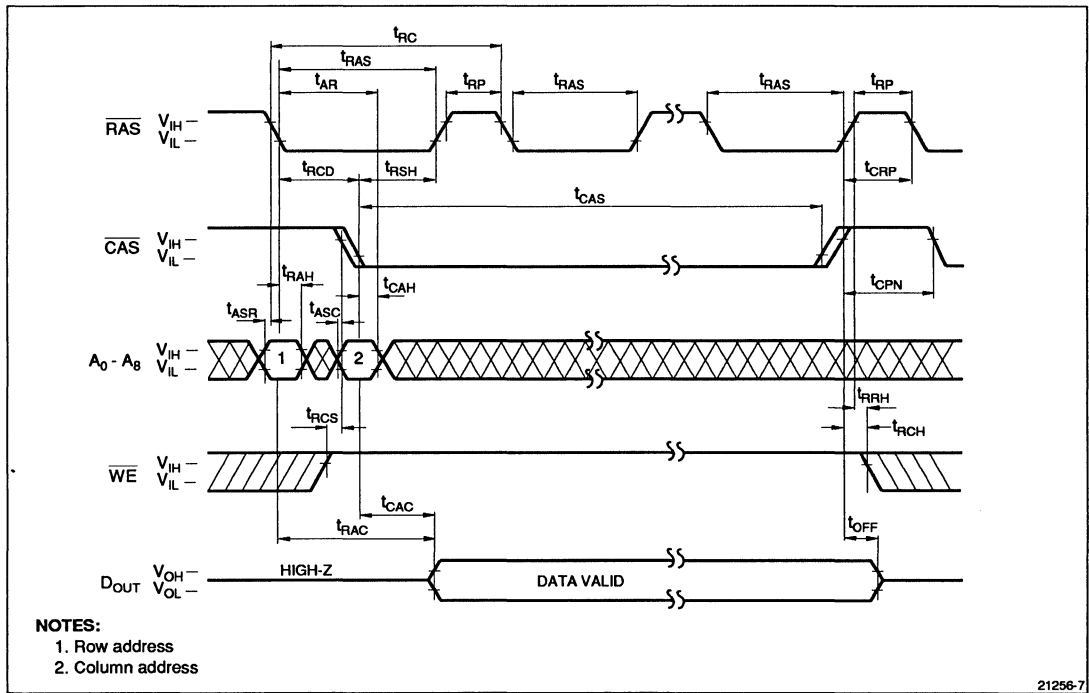 tRC
tRAS
tAR
tRP
tRAS
tRAS
tRP
RAS VIH –
VIL –
tRCD
tRSH
tCRP
tCAS
CAS VIH –
VIL –
tRAH
tCAH
tCPN
tASR
tASC
A0 - A8 VIH –
VIL –
1
2
tRRH
tRCS
tRCH
WE VIH –
VIL –
tCAC
tRAC
tOFF
DOUT VOH –
VOL –
HIGH-Z
DATA VALID
NOTES:
1. Row address
2. Column address
21256-7